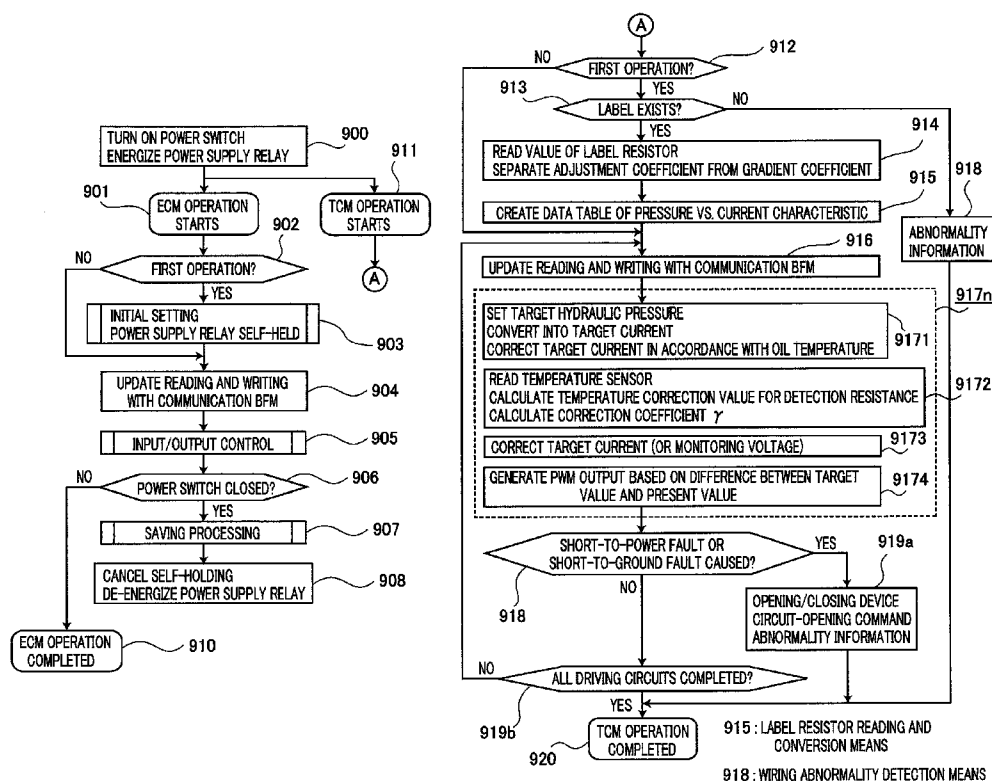 900
TURN ON POWER SWITCH
ENERGIZE POWER SUPPLY RELAY
901
ECM OPERATION
STARTS
911
TCM OPERATION
STARTS
A
902
FIRST OPERATION?
NO
YES
INITIAL SETTING
POWER SUPPLY RELAY SELF-HELD
903
UPDATE READING AND WRITING
WITH COMMUNICATION BFM
904
INPUT/OUTPUT CONTROL
905
NO
POWER SWITCH CLOSED?
906
YES
SAVING PROCESSING
907
CANCEL SELF-HOLDING
DE-ENERGIZE POWER SUPPLY RELAY
908
ECM OPERATION
COMPLETED
910
A
912
NO
FIRST OPERATION?
YES
913
LABEL EXISTS?
NO
YES
914
READ VALUE OF LABEL RESISTOR
SEPARATE ADJUSTMENT COEFFICIENT FROM GRADIENT COEFFICIENT
915
CREATE DATA TABLE OF PRESSURE VS. CURRENT CHARACTERISTIC
918
ABNORMALITY
INFORMATION
916
UPDATE READING AND WRITING WITH COMMUNICATION BFM
917n
SET TARGET HYDRAULIC PRESSURE
CONVERT INTO TARGET CURRENT
CORRECT TARGET CURRENT IN ACCORDANCE WITH OIL TEMPERATURE
9171
READ TEMPERATURE SENSOR
CALCULATE TEMPERATURE CORRECTION VALUE FOR DETECTION RESISTANCE
CALCULATE CORRECTION COEFFICIENT γ
9172
CORRECT TARGET CURRENT (OR MONITORING VOLTAGE)
9173
GENERATE PWM OUTPUT BASED ON DIFFERENCE BETWEEN TARGET
VALUE AND PRESENT VALUE
9174
SHORT-TO-POWER FAULT OR
SHORT-TO-GROUND FAULT CAUSED?
YES
918
NO
919a
OPENING/CLOSING DEVICE
CIRCUIT-OPENING COMMAND
ABNORMALITY INFORMATION
NO
ALL DRIVING CIRCUITS COMPLETED?
919b
YES
TCM OPERATION
COMPLETED
920
915 : LABEL RESISTOR READING AND
CONVERSION MEANS
918 : WIRING ABNORMALITY DETECTION MEANS